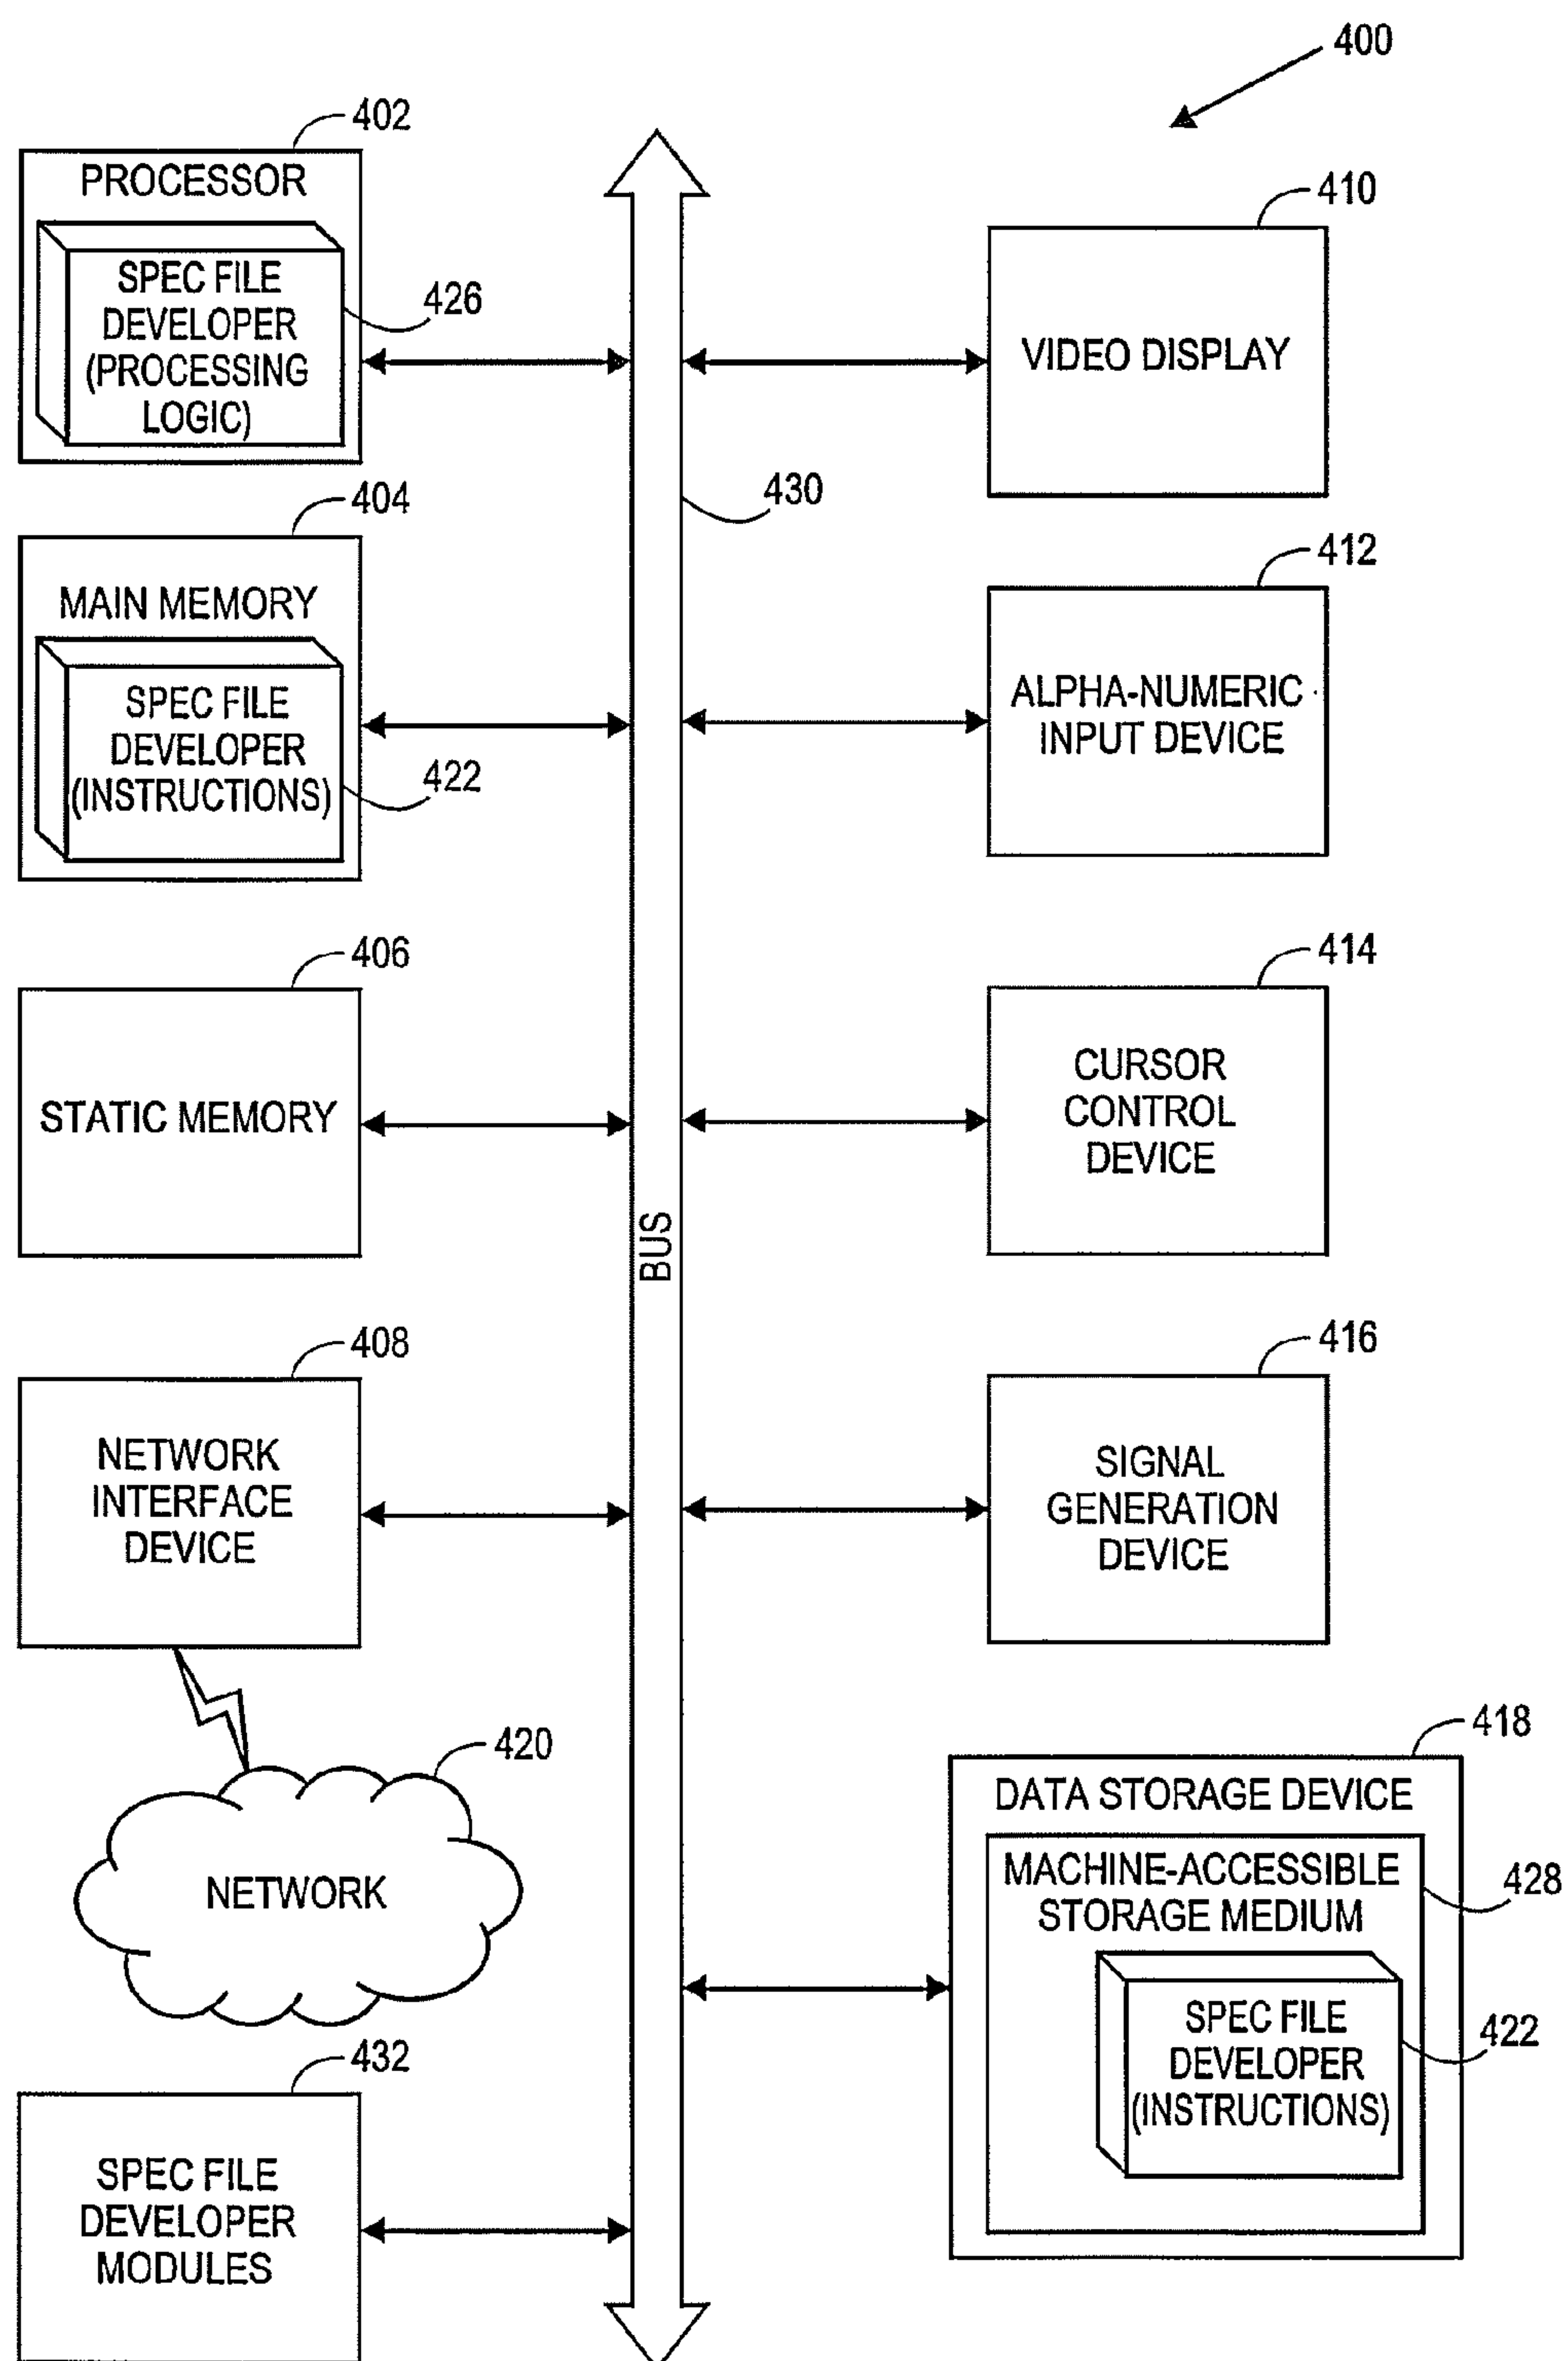 400
402
PROCESSOR
SPEC FILE
DEVELOPER
(PROCESSING
LOGIC)
426
404
MAIN MEMORY
SPEC FILE
DEVELOPER
(INSTRUCTIONS)
422
406
STATIC MEMORY
408
NETWORK
INTERFACE
DEVICE
420
NETWORK
432
SPEC FILE
DEVELOPER
MODULES
430
BUS
410
VIDEO DISPLAY
412
ALPHA-NUMERIC
INPUT DEVICE
414
CURSOR
CONTROL
DEVICE
416
SIGNAL
GENERATION
DEVICE
418
DATA STORAGE DEVICE
MACHINE-ACCESSIBLE
STORAGE MEDIUM
428
SPEC FILE
DEVELOPER
(INSTRUCTIONS)
422